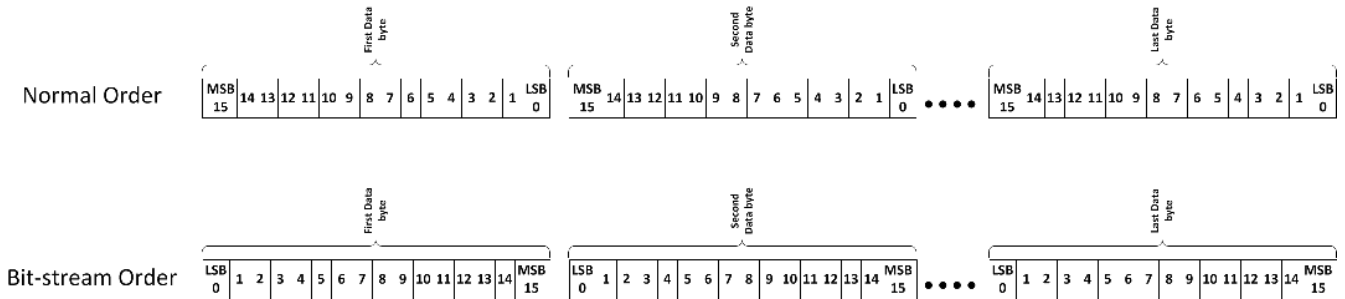 First Data
byte
Second
Data byte
Last Data
byte
Normal Order
MSB 15 14 13 12 11 10 9 8 7 6 5 4 3 2 1 LSB 0
MSB 15 14 13 12 11 10 9 8 7 6 5 4 3 2 1 LSB 0
MSB 15 14 13 12 11 10 9 8 7 6 5 4 3 2 1 LSB 0
First Data
byte
Second
Data byte
Last Data
byte
Bit-stream Order
LSB 0 1 2 3 4 5 6 7 8 9 10 11 12 13 14 MSB 15
LSB 0 1 2 3 4 5 6 7 8 9 10 11 12 13 14 MSB 15
LSB 0 1 2 3 4 5 6 7 8 9 10 11 12 13 14 MSB 15